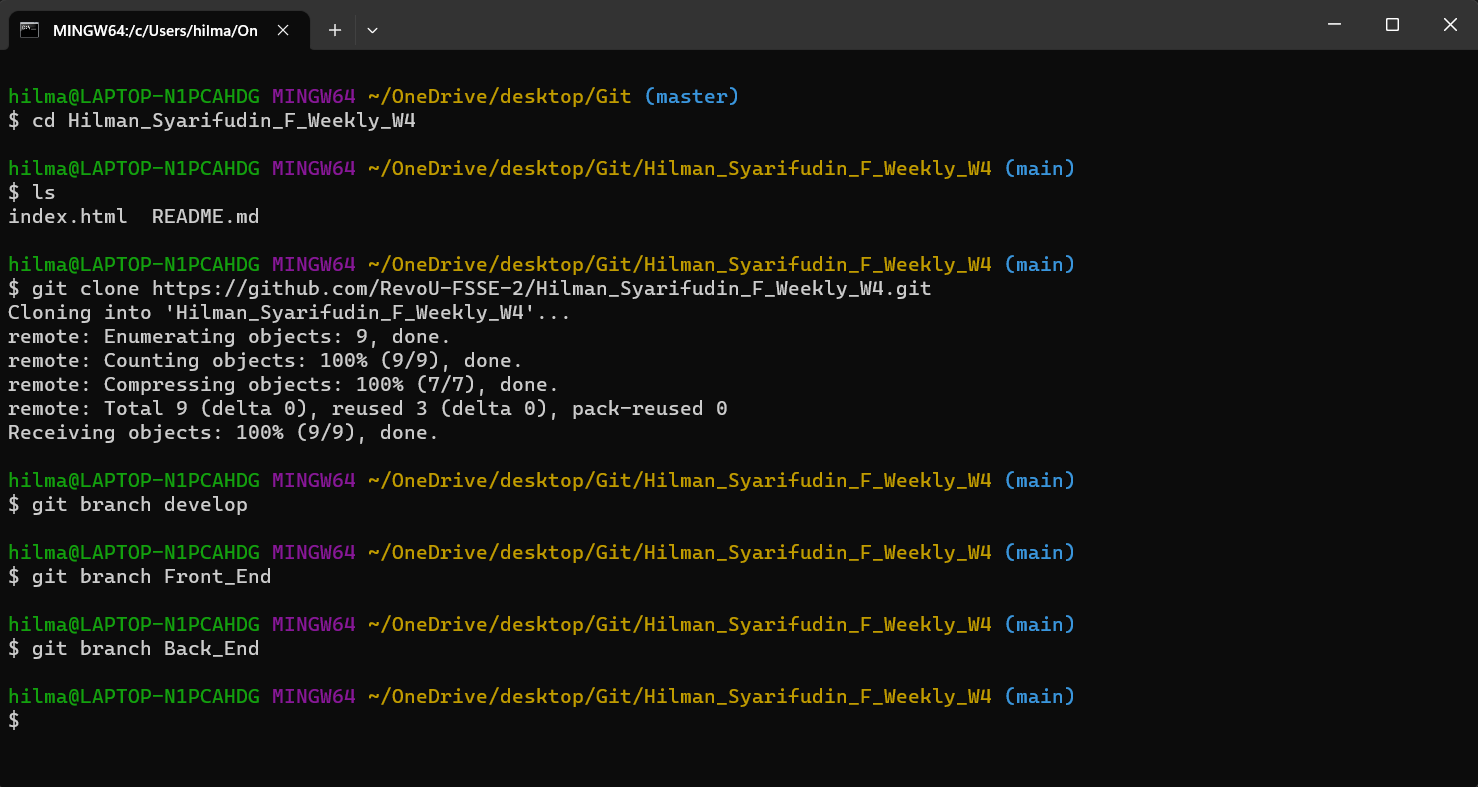 MINGW64:/c/Users/hilma/On
hilma@LAPTOP-N1PCAHDG MINGW64 ~/OneDrive/desktop/Git (master)
$ cd Hilman_Syarifudin_F_Weekly_W4
hilma@LAPTOP-N1PCAHDG MINGW64 ~/OneDrive/desktop/Git/Hilman_Syarifudin_F_Weekly_W4 (main)
$ ls
index.html  README.md
hilma@LAPTOP-N1PCAHDG MINGW64 ~/OneDrive/desktop/Git/Hilman_Syarifudin_F_Weekly_W4 (main)
$ git clone https://github.com/RevoU-FSSE-2/Hilman_Syarifudin_F_Weekly_W4.git
Cloning into 'Hilman_Syarifudin_F_Weekly_W4'...
remote: Enumerating objects: 9, done.
remote: Counting objects: 100% (9/9), done.
remote: Compressing objects: 100% (7/7), done.
remote: Total 9 (delta 0), reused 3 (delta 0), pack-reused 0
Receiving objects: 100% (9/9), done.
hilma@LAPTOP-N1PCAHDG MINGW64 ~/OneDrive/desktop/Git/Hilman_Syarifudin_F_Weekly_W4 (main)
$ git branch develop
hilma@LAPTOP-N1PCAHDG MINGW64 ~/OneDrive/desktop/Git/Hilman_Syarifudin_F_Weekly_W4 (main)
$ git branch Front_End
hilma@LAPTOP-N1PCAHDG MINGW64 ~/OneDrive/desktop/Git/Hilman_Syarifudin_F_Weekly_W4 (main)
$ git branch Back_End
hilma@LAPTOP-N1PCAHDG MINGW64 ~/OneDrive/desktop/Git/Hilman_Syarifudin_F_Weekly_W4 (main)
$